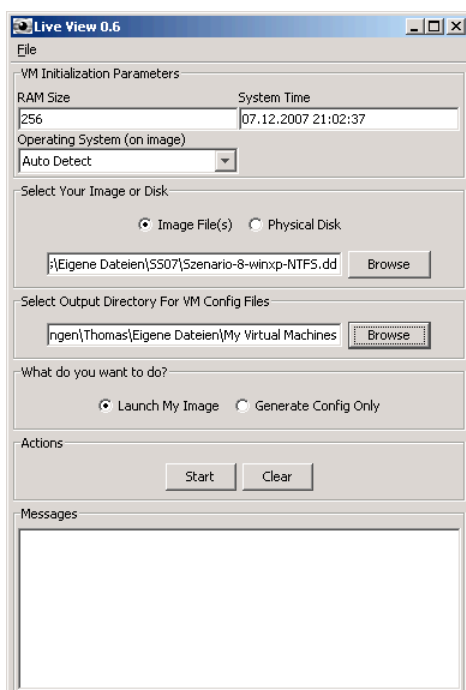 Live View 0.6
File
VM Initialization Parameters
RAM Size System Time
256 07.12.2007 21:02:37
Operating System (on image)
Auto Detect
Select Your Image or Disk
Image File(s) Physical Disk
;\Eigene Dateien\SS07\Szenario-8-winxp-NTFS.dd Browse
Select Output Directory For VM Config Files
ngen\Thomas\Eigene Dateien\My Virtual Machines Browse
What do you want to do?
Launch My Image Generate Config Only
Actions
Start Clear
Messages